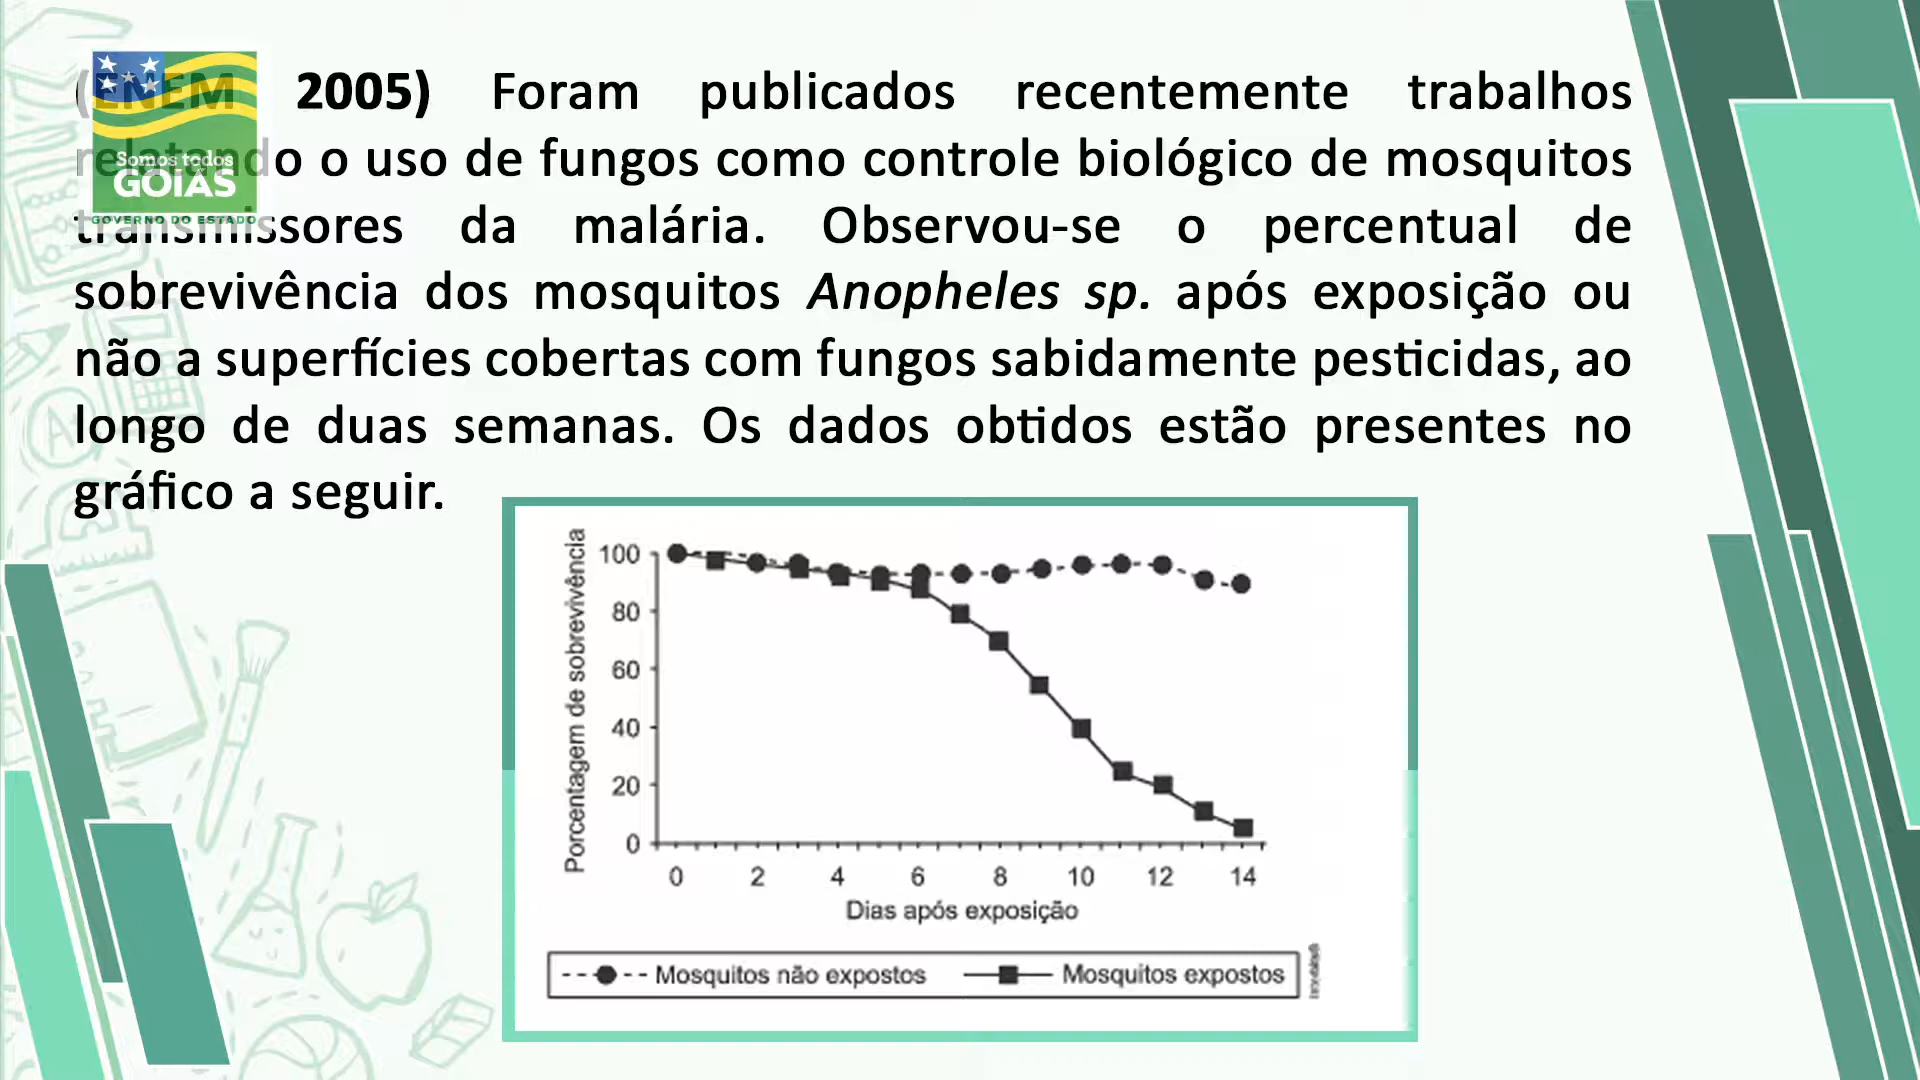 (ENEM 2005) Foram publicados recentemente trabalhos
relatando o uso de fungos como controle biológico de mosquitos
transmissores da malária. Observou-se o percentual de
sobrevivência dos mosquitos Anopheles sp. após exposição ou
não a superfícies cobertas com fungos sabidamente pesticidas, ao
longo de duas semanas. Os dados obtidos estão presentes no
gráfico a seguir.
Somos todos
GOIÁS
GOVERNO DO ESTADO
Porcentagem de sobrevivência
100
80
60
40
20
0
0 2 4 6 8 10 12 14
Dias após exposição
Mosquitos não expostos Mosquitos expostos